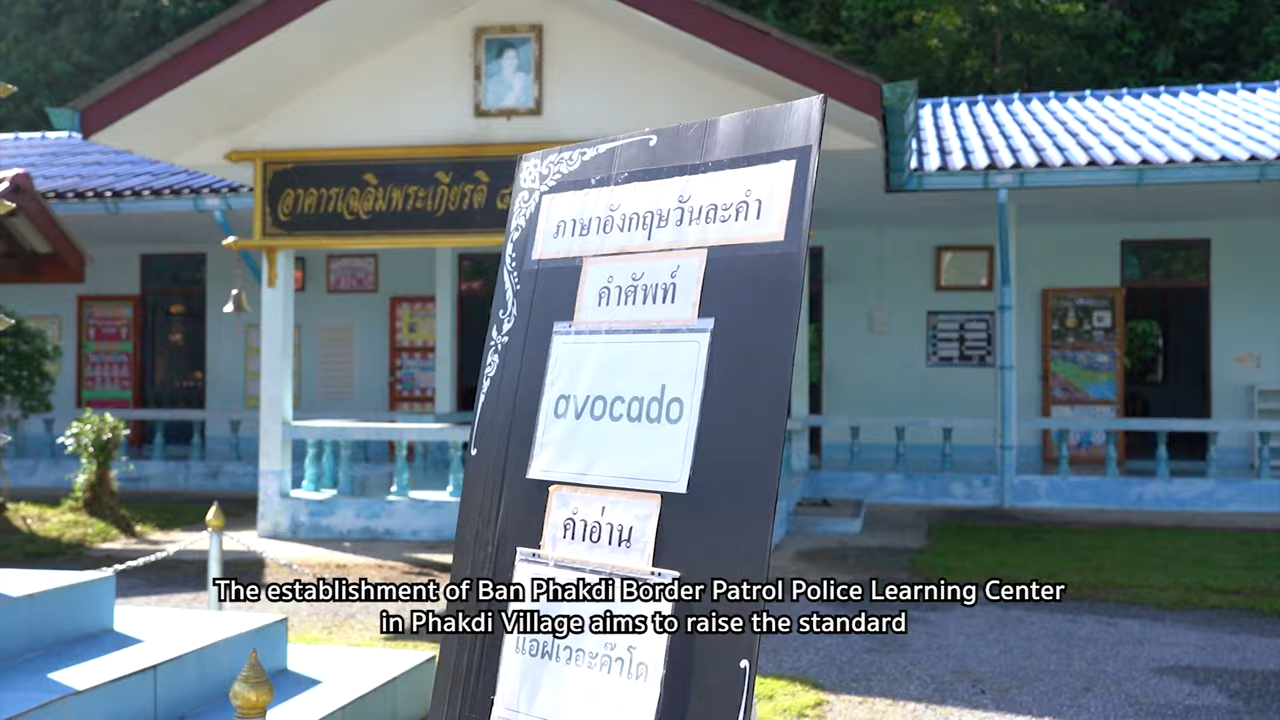 อาคารเฉลิมพระเกียรติ ๔
ภาษาอังกฤษวันละคำ
คำศัพท์
avocado
คำอ่าน
The establishment of Ban Phakdi Border Patrol Police Learning Center
in Phakdi Village aims to raise the standard
แอฝเวอะค๊าโด